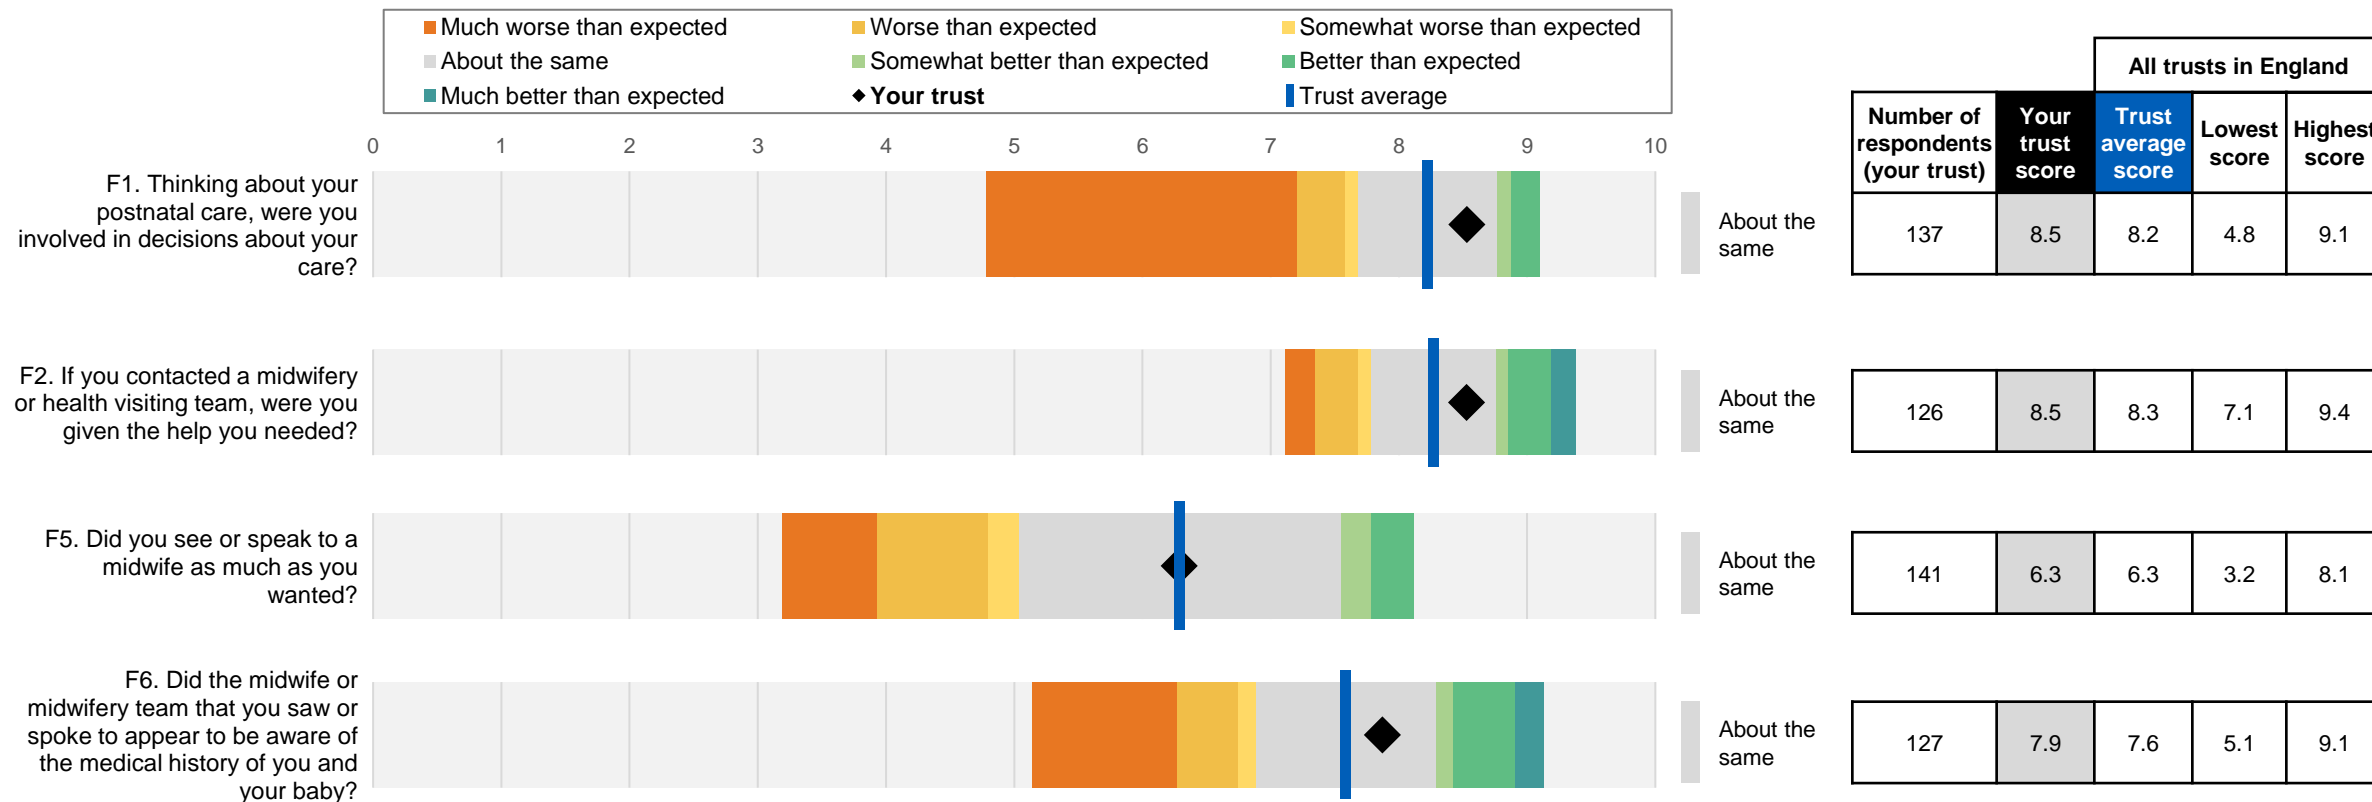 Much worse than expected
Worse than expected
Somewhat worse than expected
About the same
Somewhat better than expected
Better than expected
Much better than expected
Your trust
Trust average
All trusts in England
Number of
respondents
(your trust)
Your
trust
score
Trust
average
score
Lowest
score
Highest
score
0 1 2 3 4 5 6 7 8 9 10
F1. Thinking about your
postnatal care, were you
involved in decisions about your
care?
About the
same
137 8.5 8.2 4.8 9.1
F2. If you contacted a midwifery
or health visiting team, were you
given the help you needed?
About the
same
126 8.5 8.3 7.1 9.4
F5. Did you see or speak to a
midwife as much as you
wanted?
About the
same
141 6.3 6.3 3.2 8.1
F6. Did the midwife or
midwifery team that you saw or
spoke to appear to be aware of
the medical history of you and
your baby?
About the
same
127 7.9 7.6 5.1 9.1